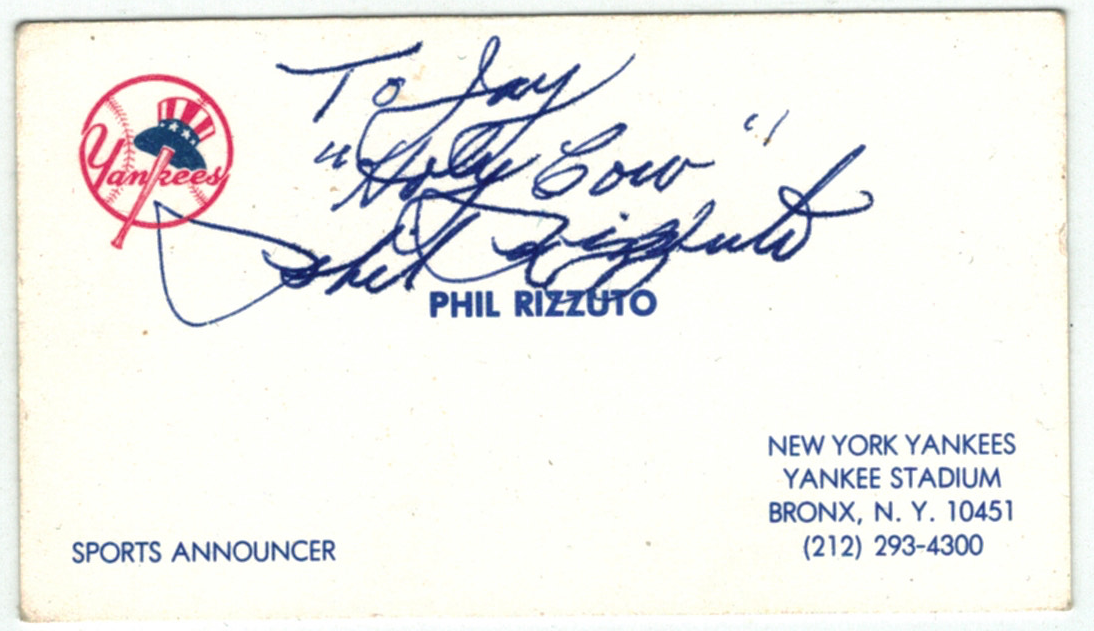 Yankees
To Jay
"Holy Cow"
Phil Rizzuto
PHIL RIZZUTO
NEW YORK YANKEES
YANKEE STADIUM
BRONX, N. Y. 10451
(212) 293-4300
SPORTS ANNOUNCER